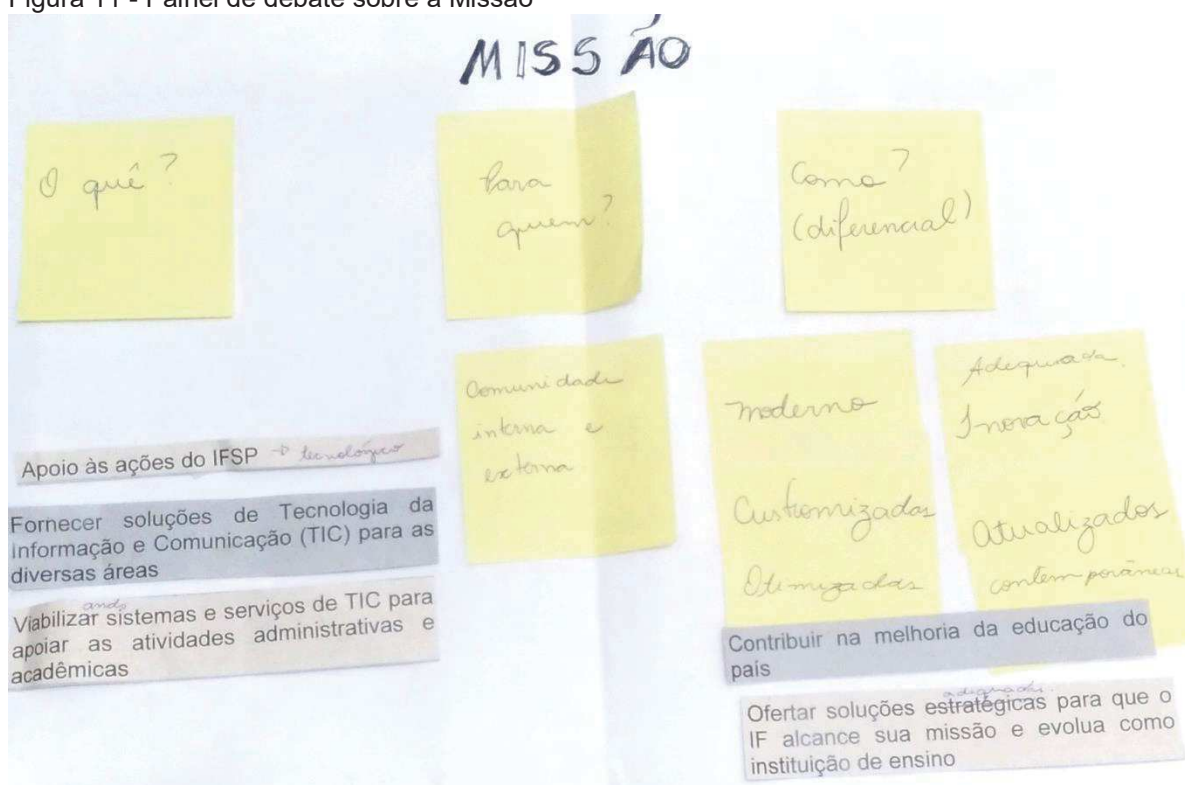 Figura 11 - Painel de debate sobre a Missão
MISSÃO
O quê?
Para
quem?
Como?
(diferencial)
Comunidade
interna e
externa
moderno
Customizadas
Otimizadas
Adequada
Inovação
Atualizados
contemporâneas
Apoio às ações do IFSP → tecnológico
Fornecer soluções de Tecnologia da
Informação e Comunicação (TIC) para as
diversas áreas
ando
Viabilizar sistemas e serviços de TIC para
apoiar as atividades administrativas e
acadêmicas
Contribuir na melhoria da educação do
país
adequadas
Ofertar soluções estratégicas para que o
IF alcance sua missão e evolua como
instituição de ensino